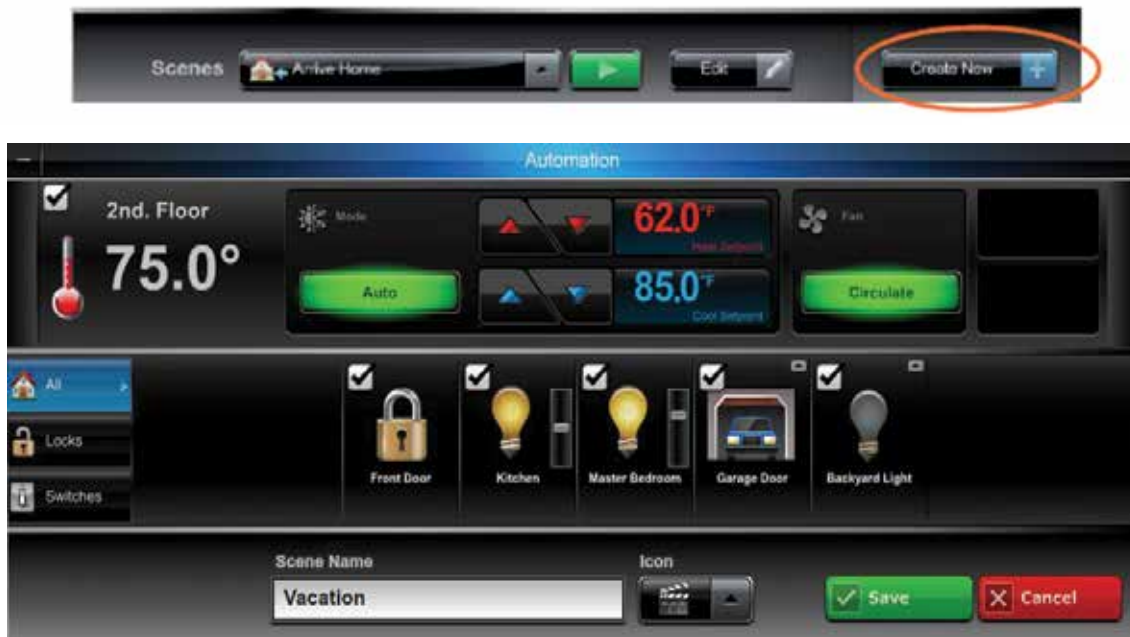 Scenes
Arrive Home
Edit
Create New
Automation
2nd. Floor
75.0°
Mode
Auto
62.0°F
Heat Setpoint
85.0°F
Cool Setpoint
Fan
Circulate
All
Locks
Switches
Front Door
Kitchen
Master Bedroom
Garage Door
Backyard Light
Scene Name
Icon
Vacation
Save
Cancel